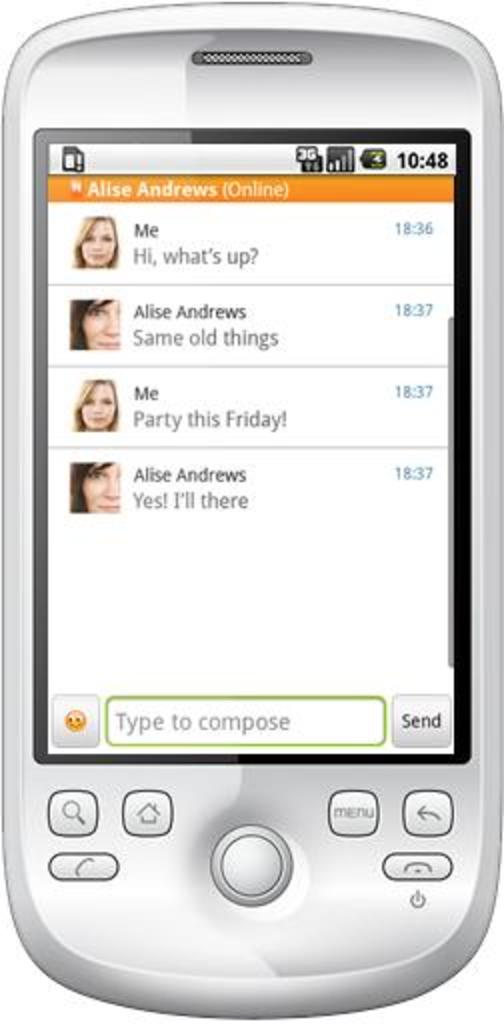 3G
10:48
Alise Andrews (Online)
Me 18:36
Hi, what's up?
Alise Andrews 18:37
Same old things
Me 18:37
Party this Friday!
Alise Andrews 18:37
Yes! I'll there
Type to compose
Send
menu